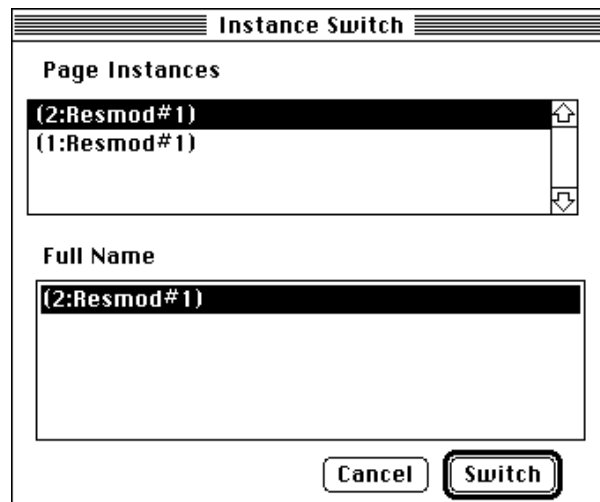 Instance Switch
Page Instances
(2:Resmod#1)
(1:Resmod#1)
Full Name
(2:Resmod#1)
Cancel
Switch